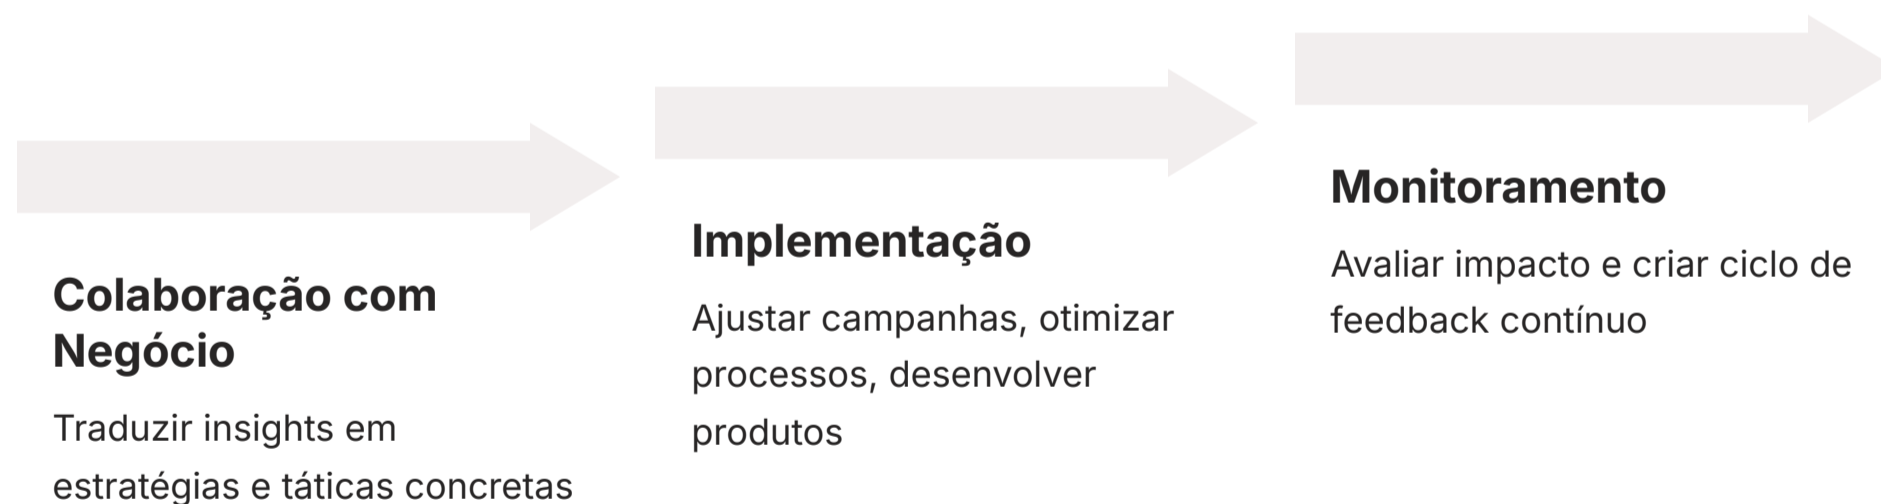 Colaboração com
Negócio
Traduzir insights em
estratégias e táticas concretas
Implementação
Ajustar campanhas, otimizar
processos, desenvolver
produtos
Monitoramento
Avaliar impacto e criar ciclo de
feedback contínuo